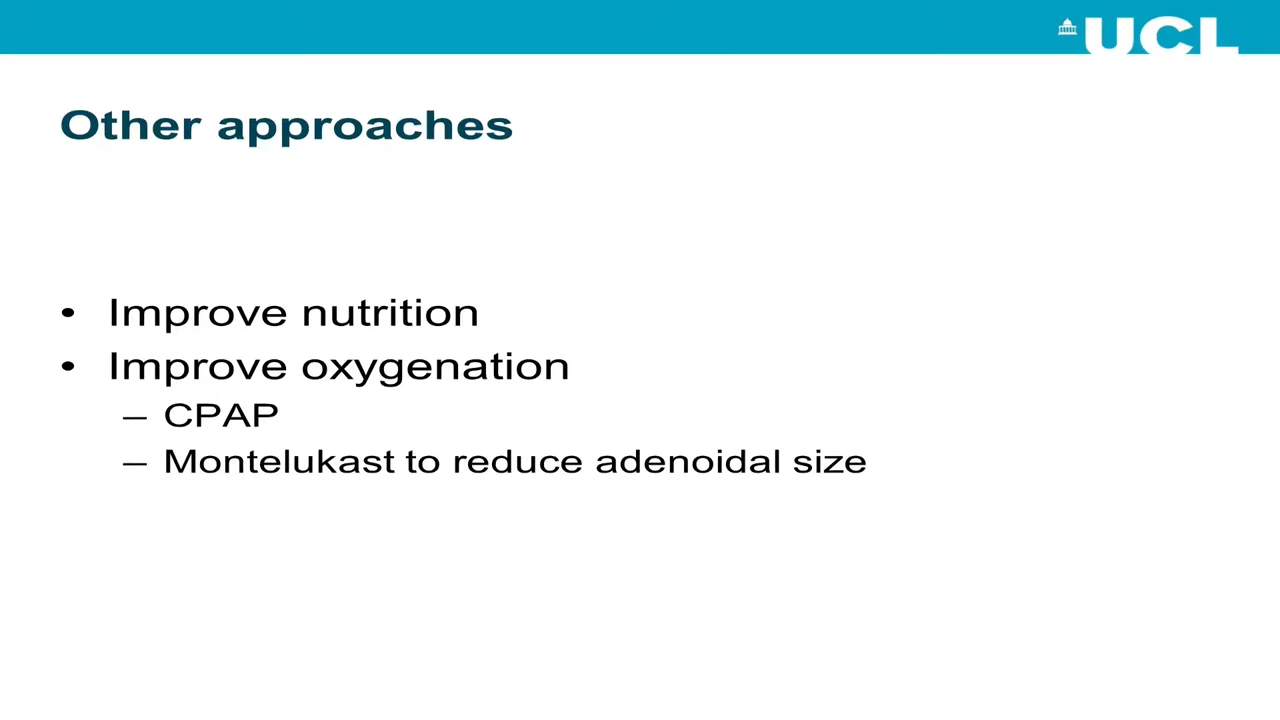 UCL
Other approaches
• Improve nutrition
• Improve oxygenation
– CPAP
– Montelukast to reduce adenoidal size